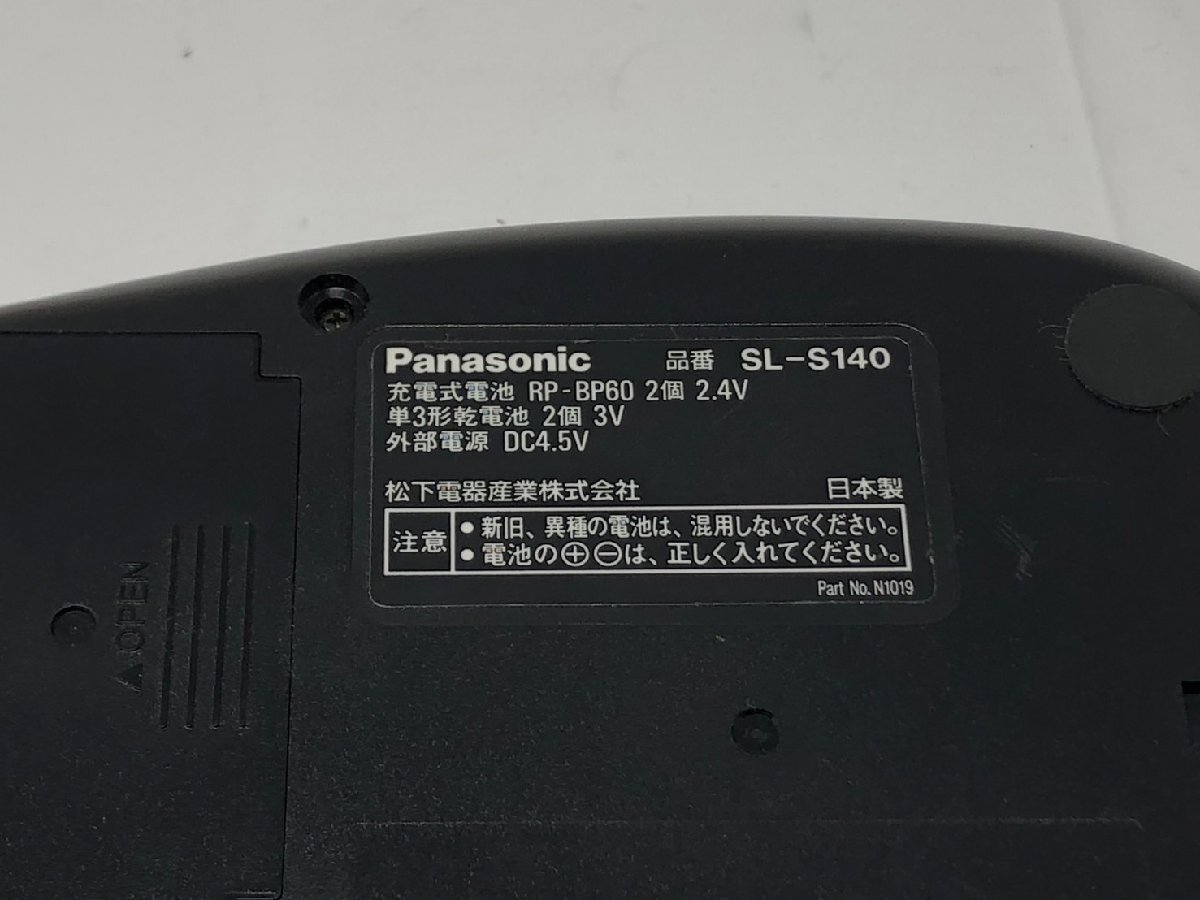 Panasonic 品番 SL-S140
充電式電池 RP-BP60 2個 2.4V
単3形乾電池 2個 3V
外部電源 DC4.5V
松下電器産業株式会社 日本製
注意
• 新旧、異種の電池は、混用しないでください。
• 電池の⊕⊖は、正しく入れてください。
Part No. N1019
▲OPEN